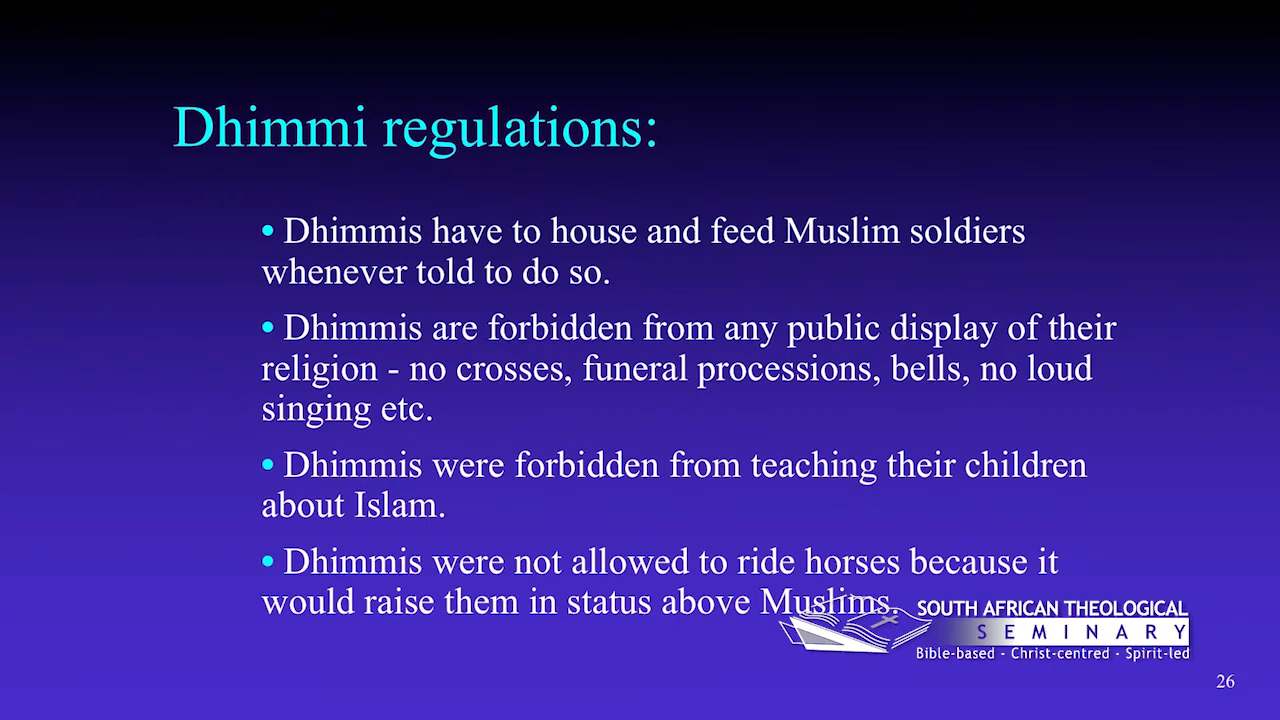 Dhimmi regulations:
• Dhimmis have to house and feed Muslim soldiers
whenever told to do so.
• Dhimmis are forbidden from any public display of their
religion - no crosses, funeral processions, bells, no loud
singing etc.
• Dhimmis were forbidden from teaching their children
about Islam.
• Dhimmis were not allowed to ride horses because it
would raise them in status above Muslims.
SOUTH AFRICAN THEOLOGICAL
SEMINARY
Bible-based - Christ-centred - Spirit-led
26